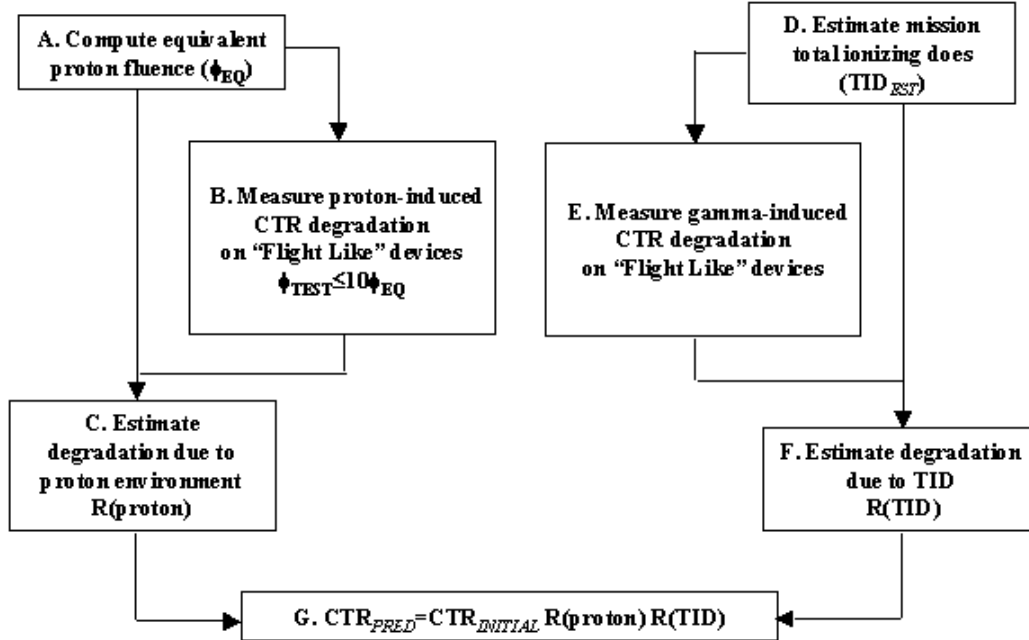 A. Compute equivalent
proton fluence (ϕEQ)
B. Measure proton-induced
CTR degradation
on “Flight Like” devices
ϕTEST≤10ϕEQ
C. Estimate
degradation due to
proton environment
R(proton)
D. Estimate mission
total ionizing does
(TID EST)
E. Measure gamma-induced
CTR degradation
on “Flight Like” devices
F. Estimate degradation
due to TID
R(TID)
G. CTRPRED=CTRINITIAL R(proton) R(TID)